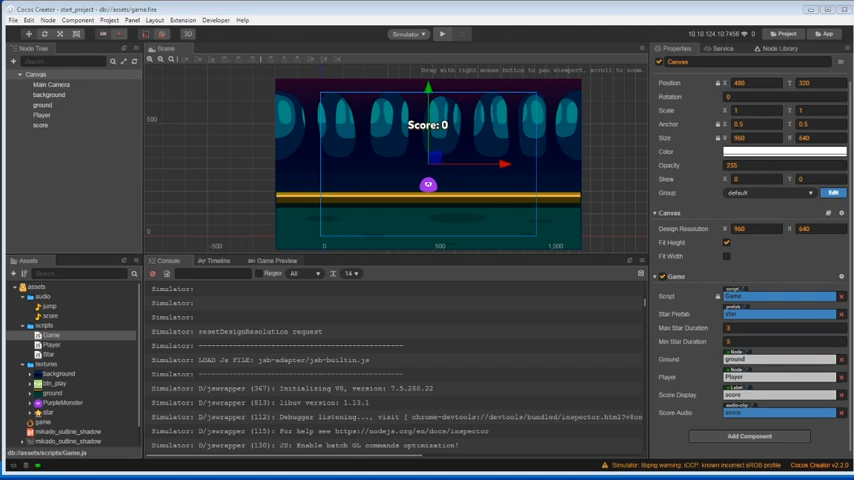 Cocos Creator - start_project - db://assets/game.fire
File Edit Node Component Project Panel Layout Extension Developer Help
3D Simulator 10.10.124.10:7456 0 Project App
Node Tree Scene Properties Service Node Library
Search...
Canvas
Main Camera
background
ground
Player
score
Drag with right mouse button to pan viewport, scroll to zoom.
500
0
Score: 0
-500 0 500 1,000
Canvas
Position X 480 Y 320
Rotation 0
Scale X 1 Y 1
Anchor X 0.5 Y 0.5
Size W 960 H 640
Color
Opacity 255
Skew X 0 Y 0
Group default Edit
Canvas
Design Resolution W 960 H 640
Fit Height
Fit Width
Game
script
Script Game
prefab
Star Prefab star
Max Star Duration 3
Min Star Duration 5
Node
Ground ground
Node
Player Player
Label
Score Display score
audio-clip
Score Audio score
Add Component
Assets
Search...
assets
audio
jump
score
scripts
Game
Player
Star
textures
background
btn_play
ground
PurpleMonster
star
game
mikado_outline_shadow
mikado_outline_shadow
db://assets/scripts/Game.js
Console Timeline Game Preview
Regex All 14
Simulator:
Simulator:
Simulator:
Simulator: resetDesignResolution request
Simulator: ------------------------------------------------
Simulator: LOAD Js FILE: jsb-adapter/jsb-builtin.js
Simulator: ------------------------------------------------
Simulator: D/jswrapper (367): Initializing V8, version: 7.5.288.22
Simulator: D/jswrapper (813): libuv version: 1.13.1
Simulator: D/jswrapper (112): Debugger listening..., visit [ chrome-devtools://devtools/bundled/inspector.html?v8on
Simulator: D/jswrapper (115): For help see https://nodejs.org/en/docs/inspector
Simulator: D/jswrapper (130): JS: Enable batch GL commands optimization!
Simulator: libpng warning: iCCP: known incorrect sRGB profile Cocos Creator v2.2.0